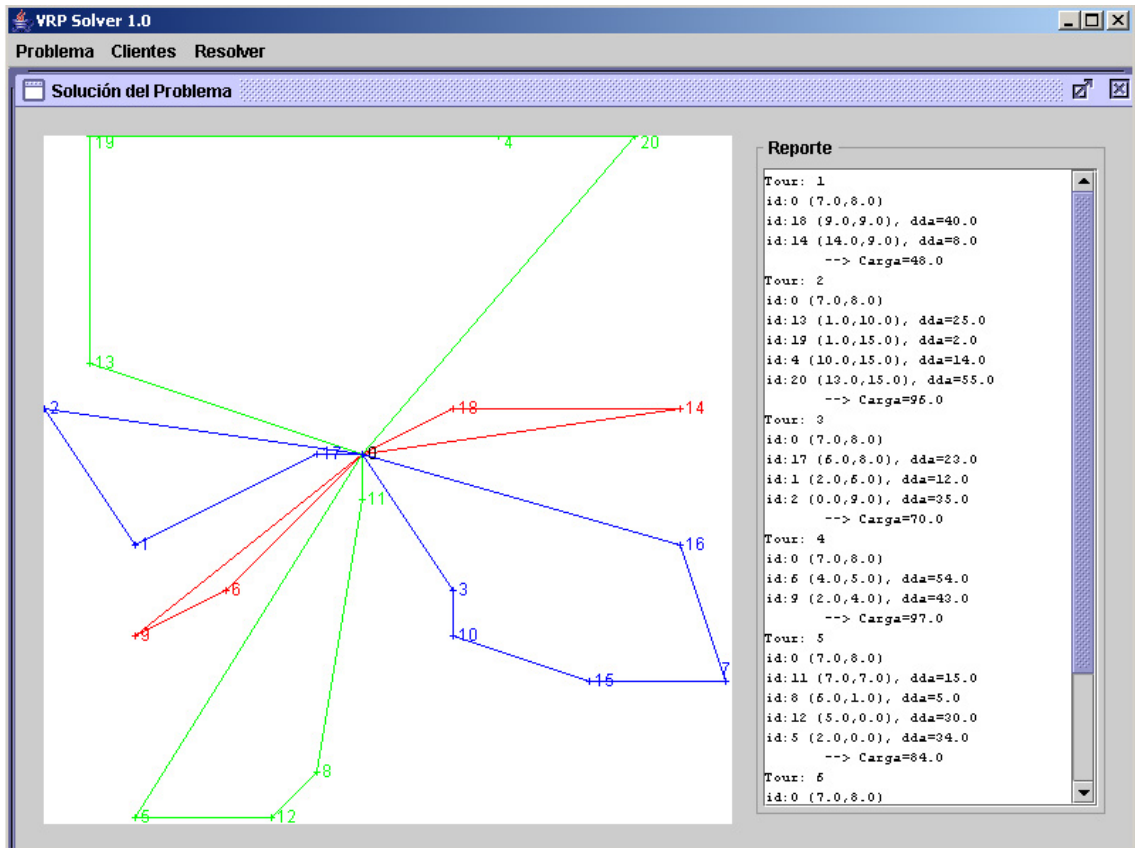 VRP Solver 1.0
Problema Clientes Resolver
Solución del Problema
19
4
20
13
2
18
14
17
0
11
1
16
6
3
9
10
15
7
8
5
12
Reporte
Tour: 1
id:0 (7.0,8.0)
id:18 (9.0,9.0), dda=40.0
id:14 (14.0,9.0), dda=8.0
--> Carga=48.0
Tour: 2
id:0 (7.0,8.0)
id:13 (1.0,10.0), dda=25.0
id:19 (1.0,15.0), dda=2.0
id:4 (10.0,15.0), dda=14.0
id:20 (13.0,15.0), dda=55.0
--> Carga=96.0
Tour: 3
id:0 (7.0,8.0)
id:17 (6.0,8.0), dda=23.0
id:1 (2.0,6.0), dda=12.0
id:2 (0.0,9.0), dda=35.0
--> Carga=70.0
Tour: 4
id:0 (7.0,8.0)
id:6 (4.0,5.0), dda=54.0
id:9 (2.0,4.0), dda=43.0
--> Carga=97.0
Tour: 5
id:0 (7.0,8.0)
id:11 (7.0,7.0), dda=15.0
id:8 (6.0,1.0), dda=5.0
id:12 (5.0,0.0), dda=30.0
id:5 (2.0,0.0), dda=34.0
--> Carga=84.0
Tour: 6
id:0 (7.0,8.0)